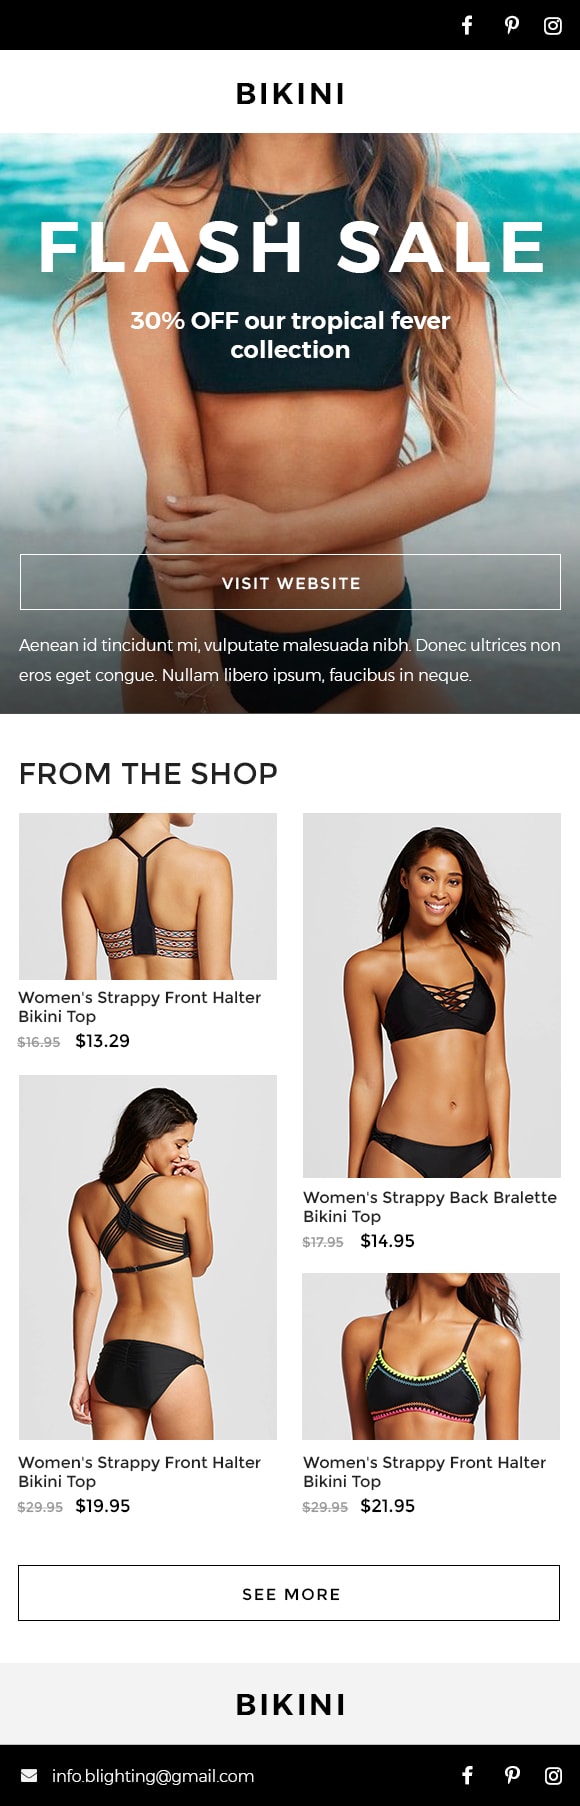 BIKINI
FLASH SALE
30% OFF our tropical fever
collection
VISIT WEBSITE
Aenean id tincidunt mi, vulputate malesuada nibh. Donec ultrices non
eros eget congue. Nullam libero ipsum, faucibus in neque.
FROM THE SHOP
Women's Strappy Front Halter
Bikini Top
$16.95 $13.29
Women's Strappy Back Bralette
Bikini Top
$17.95 $14.95
Women's Strappy Front Halter
Bikini Top
$29.95 $19.95
Women's Strappy Front Halter
Bikini Top
$29.95 $21.95
SEE MORE
BIKINI
info.blighting@gmail.com